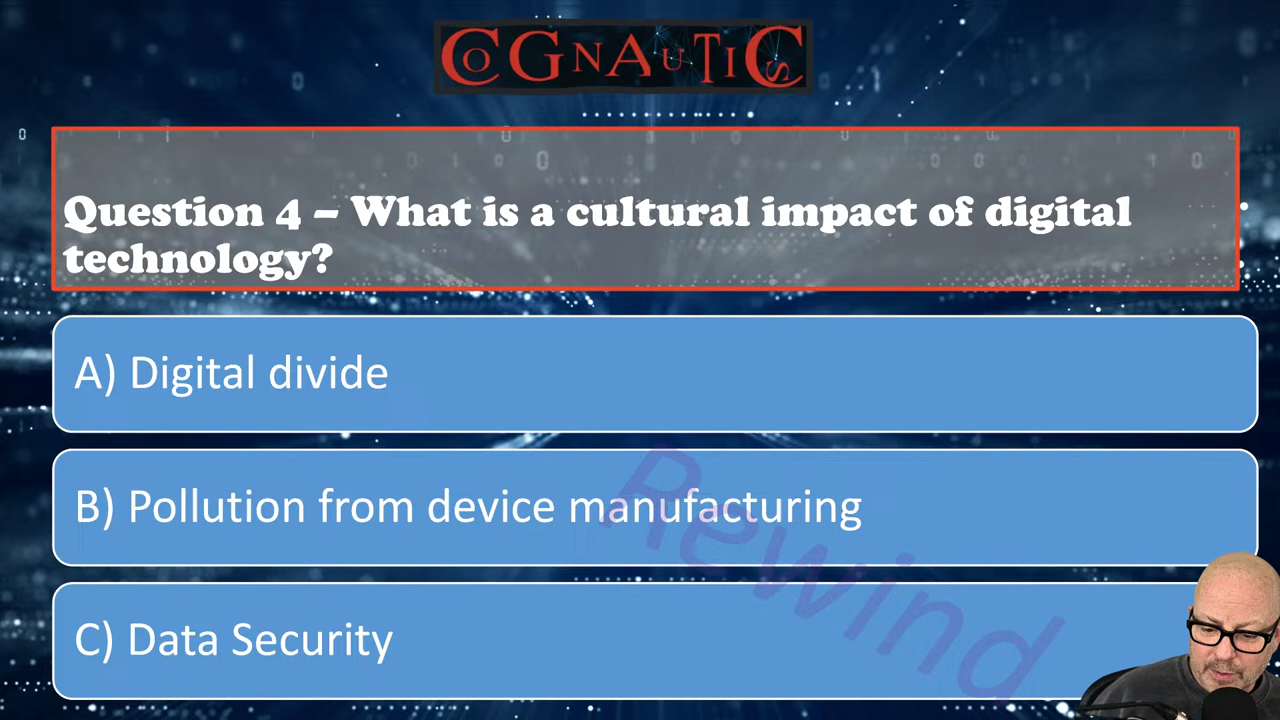 COGNAUTICS
Question 4 – What is a cultural impact of digital
technology?
A) Digital divide
B) Pollution from device manufacturing
C) Data Security
Rewind